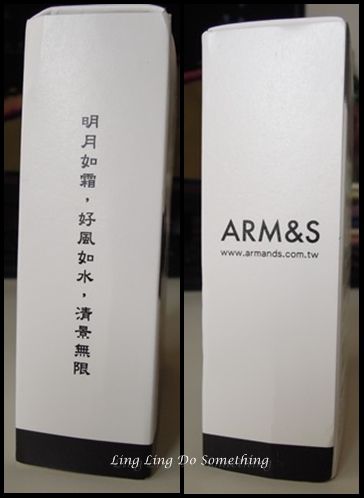 明月如霜，好風如水，清景無限
ARM&S
www.armands.com.tw
Ling Ling Do Something